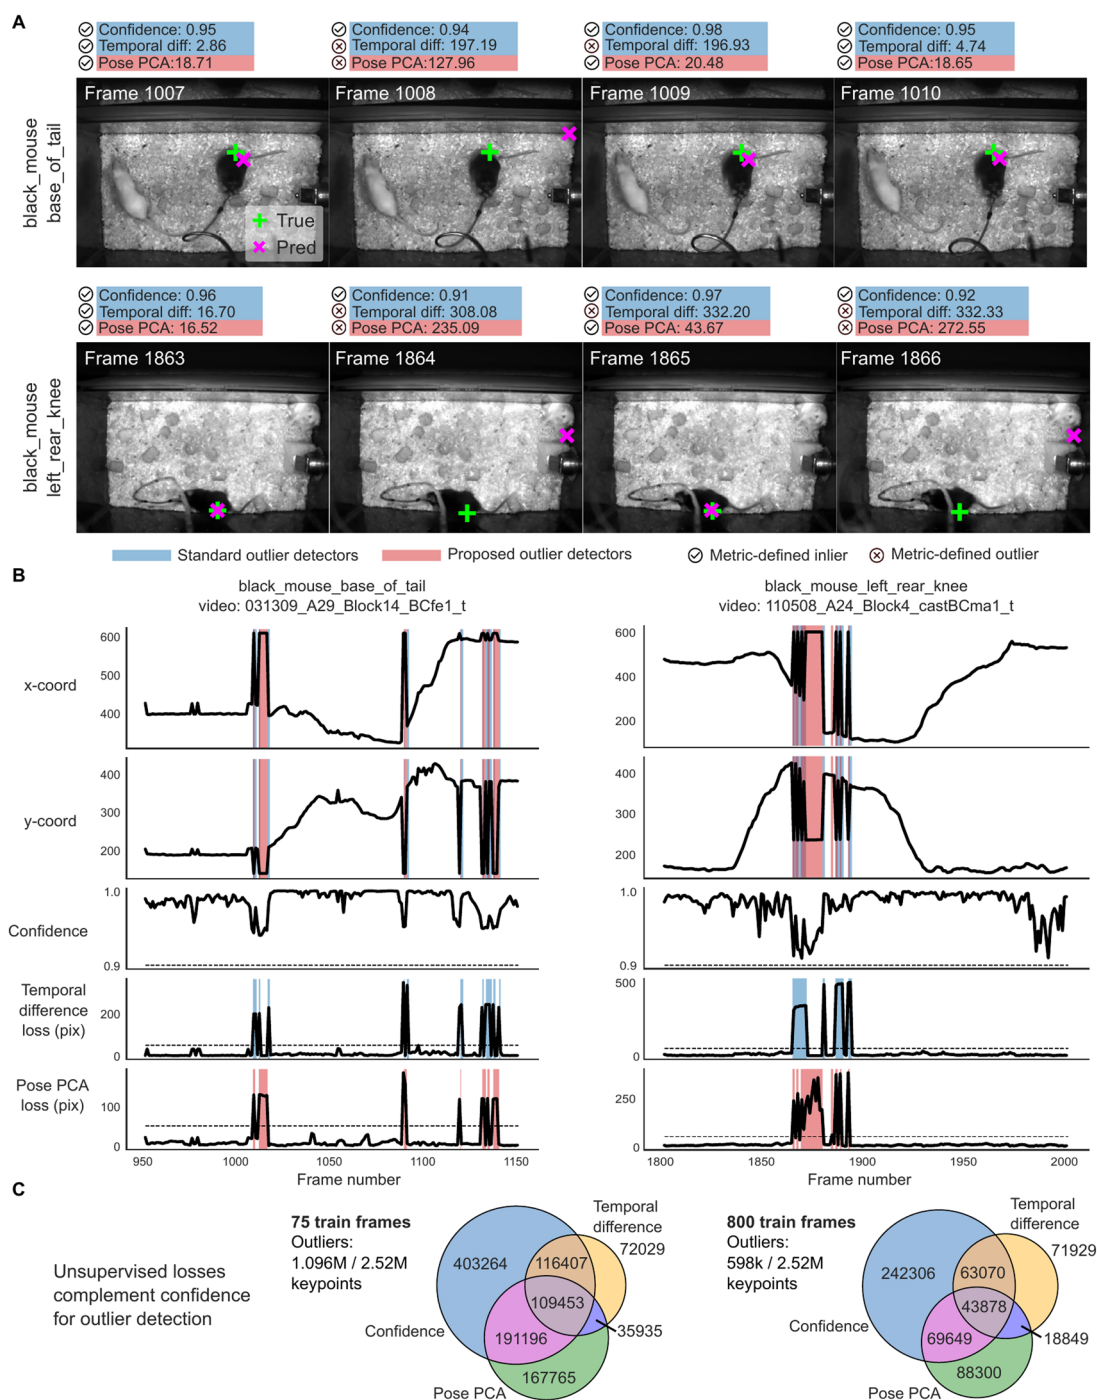 A
Confidence: 0.95
Temporal diff: 2.86
Pose PCA:18.71
Confidence: 0.94
Temporal diff: 197.19
Pose PCA:127.96
Confidence: 0.98
Temporal diff: 196.93
Pose PCA: 20.48
Confidence: 0.95
Temporal diff: 4.74
Pose PCA:18.65
black_mouse
base_of_tail
Frame 1007
Frame 1008
Frame 1009
Frame 1010
True
Pred
Confidence: 0.96
Temporal diff: 16.70
Pose PCA: 16.52
Confidence: 0.91
Temporal diff: 308.08
Pose PCA: 235.09
Confidence: 0.97
Temporal diff: 332.20
Pose PCA: 43.67
Confidence: 0.92
Temporal diff: 332.33
Pose PCA: 272.55
black_mouse
left_rear_knee
Frame 1863
Frame 1864
Frame 1865
Frame 1866
Standard outlier detectors
Proposed outlier detectors
Metric-defined inlier
Metric-defined outlier
B
black_mouse_base_of_tail
video: 031309_A29_Block14_BCfe1_t
black_mouse_left_rear_knee
video: 110508_A24_Block4_castBCma1_t
x-coord
600
500
400
600
400
200
y-coord
400
300
200
400
300
200
Confidence
1.0
0.9
1.0
0.9
Temporal
difference
loss (pix)
200
0
500
0
Pose PCA
loss (pix)
100
0
250
0
950 1000 1050 1100 1150
Frame number
1800 1850 1900 1950 2000
Frame number
C
Unsupervised losses
complement confidence
for outlier detection
75 train frames
Outliers:
1.096M / 2.52M
keypoints
Temporal
difference
72029
403264
116407
109453
Confidence
191196
35935
167765
Pose PCA
800 train frames
Outliers:
598k / 2.52M
keypoints
Temporal
difference
71929
242306
63070
43878
Confidence
69649
18849
88300
Pose PCA